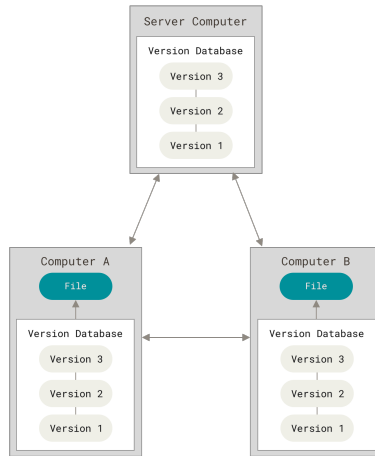 Server Computer
Version Database
Version 3
Version 2
Version 1
Computer A
File
Version Database
Version 3
Version 2
Version 1
Computer B
File
Version Database
Version 3
Version 2
Version 1